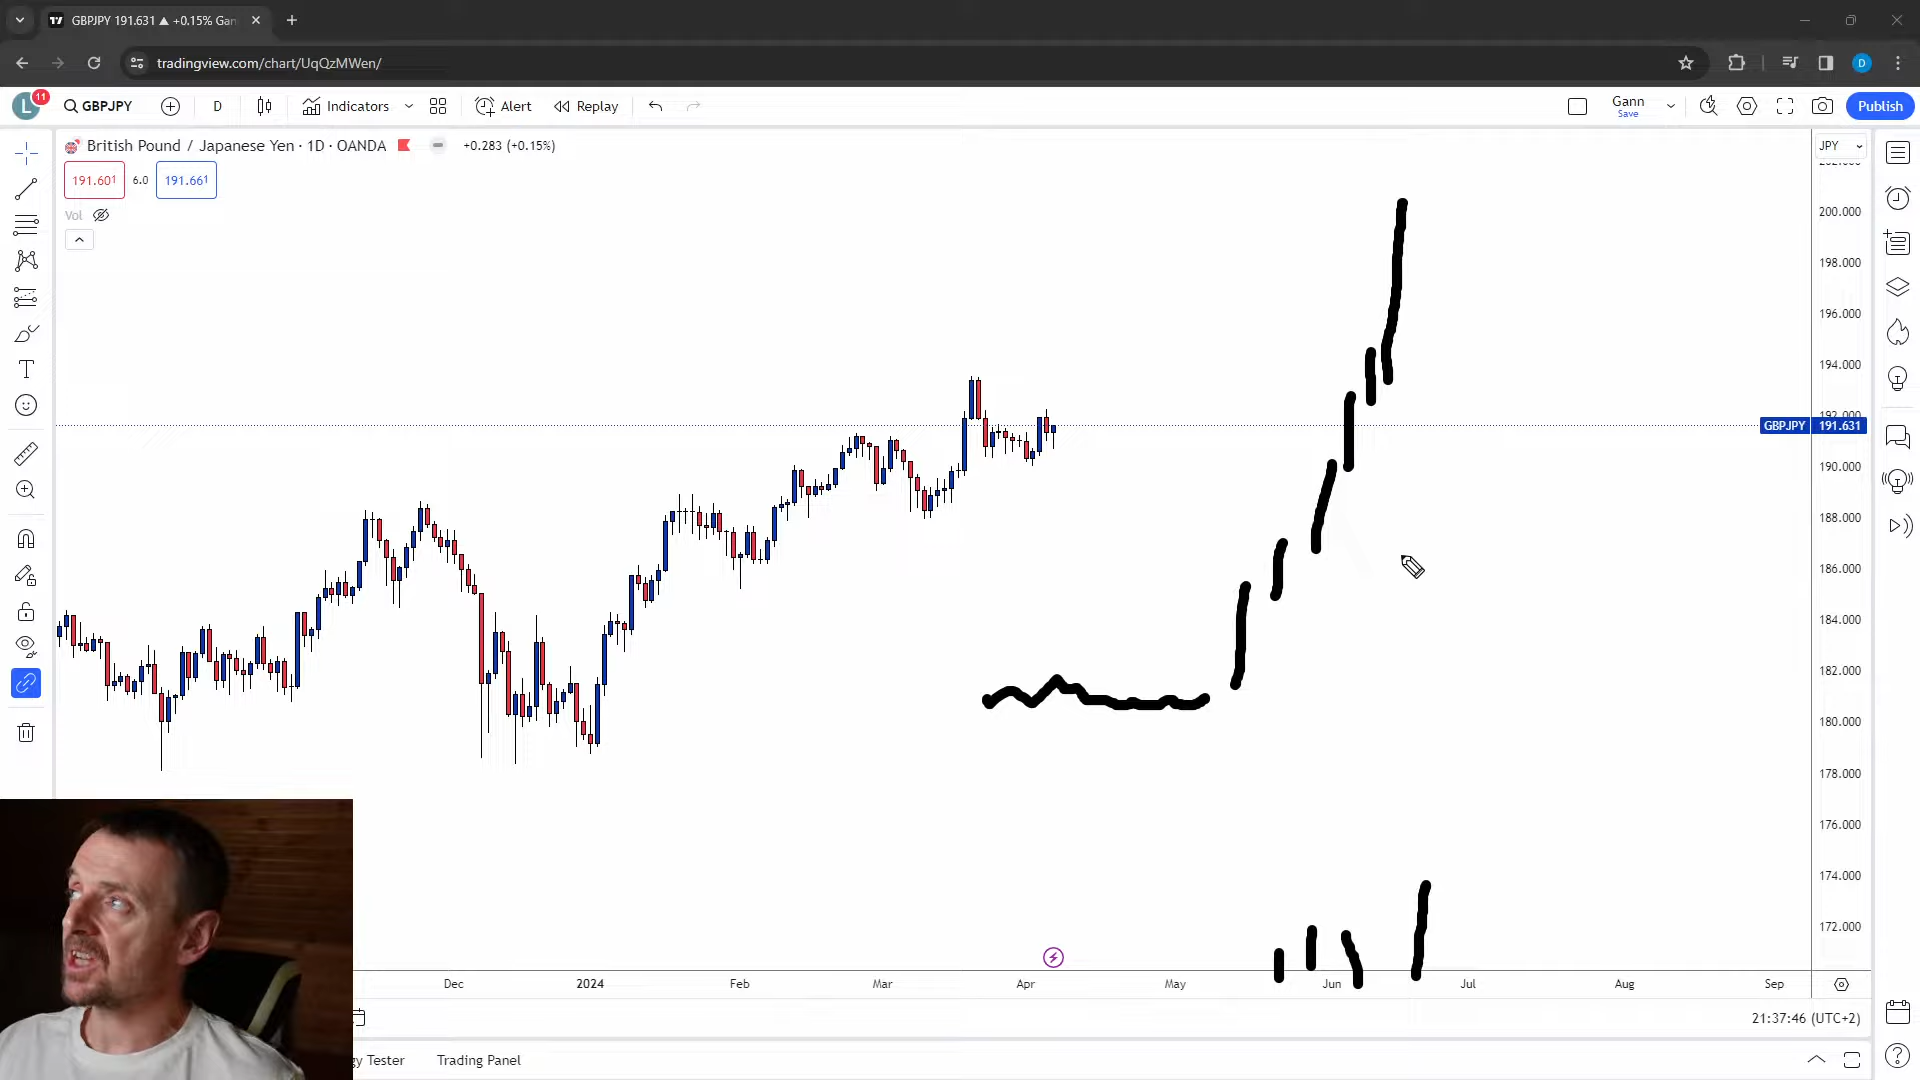 GBPJPY 191.631 ▲ +0.15% Gan
tradingview.com/chart/UqQzMWen/
D
L
11
GBPJPY
D
Indicators
Alert
Replay
Gann
Save
Publish
British Pound / Japanese Yen · 1D · OANDA
+0.283 (+0.15%)
JPY
191.601
6.0
191.661
Vol
200.000
198.000
196.000
194.000
192.000
GBPJPY 191.631
190.000
188.000
186.000
184.000
182.000
180.000
178.000
176.000
174.000
172.000
Dec
2024
Feb
Mar
Apr
May
Jun
Jul
Aug
Sep
21:37:46 (UTC+2)
gy Tester
Trading Panel